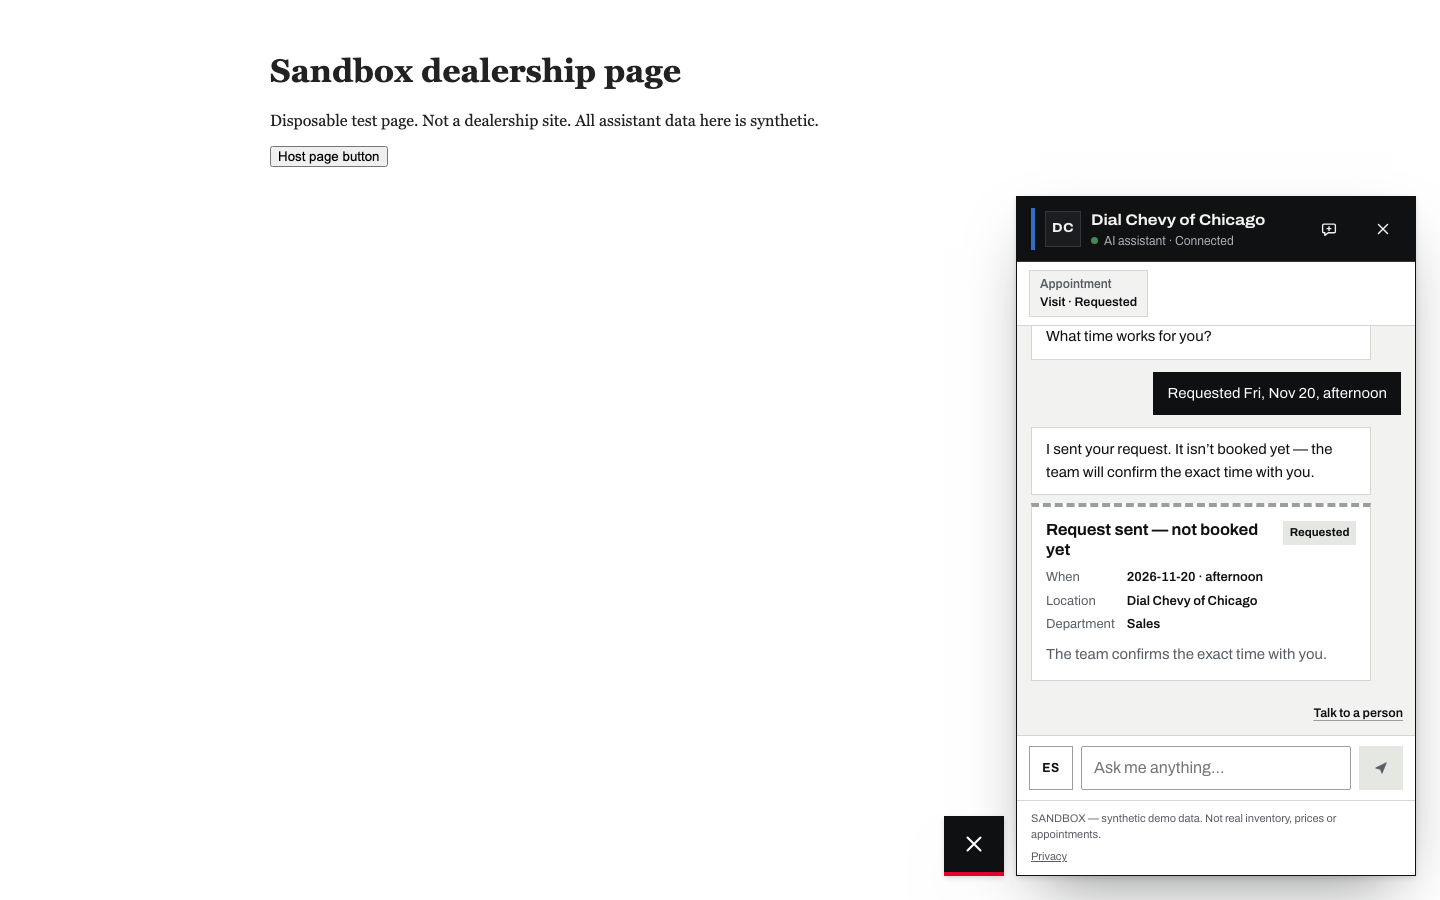 Sandbox dealership page
Disposable test page. Not a dealership site. All assistant data here is synthetic.
Host page button
DC
Dial Chevy of Chicago
AI assistant · Connected
Appointment
Visit · Requested
What time works for you?
Requested Fri, Nov 20, afternoon
I sent your request. It isn’t booked yet — the
team will confirm the exact time with you.
Request sent — not booked
yet
Requested
When 2026-11-20 · afternoon
Location Dial Chevy of Chicago
Department Sales
The team confirms the exact time with you.
Talk to a person
ES
Ask me anything...
SANDBOX — synthetic demo data. Not real inventory, prices or
appointments.
Privacy